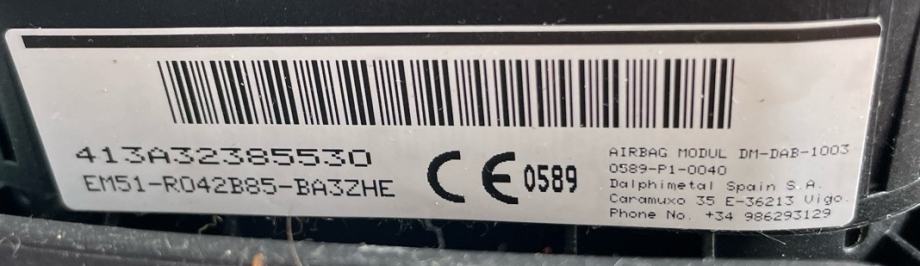 413A32385530
EM51-R042B85-BA3ZHE
CE 0589
AIRBAG MODUL DM-DAB-1003
0589-P1-0040
Dalphimetal Spain S.A.
Caramuxo 35 E-36213 Vigo.
Phone No. +34 986293129